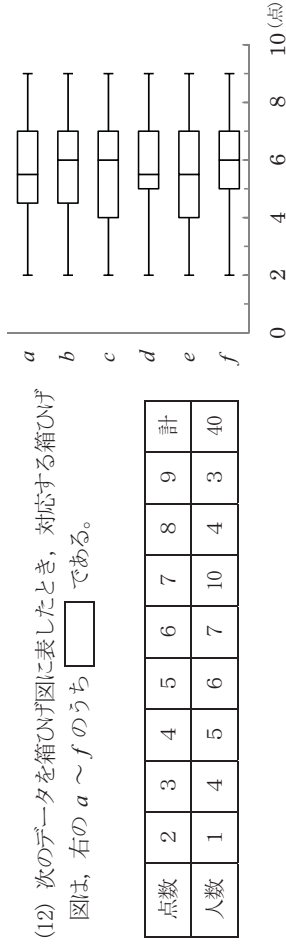 (12) 次のデータを箱ひげ図に表したとき，対応する箱ひげ
図は，右の a ～ f のうち である。
点数 2 3 4 5 6 7 8 9 計
人数 1 4 5 6 7 10 4 3 40
a
b
c
d
e
f
0 2 4 6 8 10 (点)